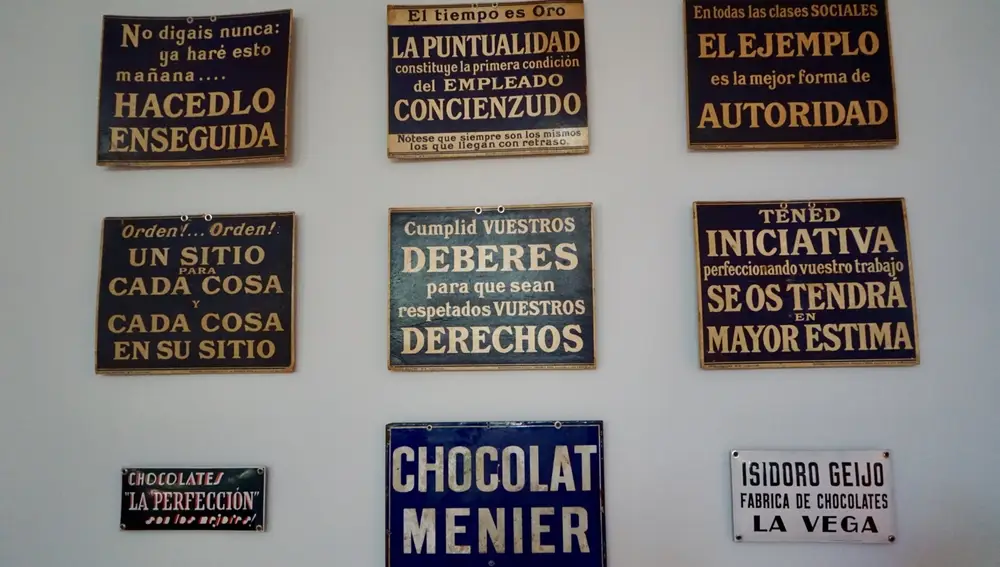 No digais nunca:
ya haré esto
mañana....
HACEDLO
ENSEGUIDA
El tiempo es Oro
LA PUNTUALIDAD
constituye la primera condición
del EMPLEADO
CONCIENZUDO
Nótese que siempre son los mismos
los que llegan con retraso.
En todas las clases SOCIALES
EL EJEMPLO
es la mejor forma de
AUTORIDAD
Orden!... Orden!
UN SITIO
PARA
CADA COSA
Y
CADA COSA
EN SU SITIO
Cumplid VUESTROS
DEBERES
para que sean
respetados VUESTROS
DERECHOS
TENED
INICIATIVA
perfeccionando vuestro trabajo
SE OS TENDRÁ
EN
MAYOR ESTIMA
CHOCOLATES
"LA PERFECCIÓN"
son los mejores!
CHOCOLAT
MENIER
ISIDORO GEIJO
FABRICA DE CHOCOLATES
LA VEGA